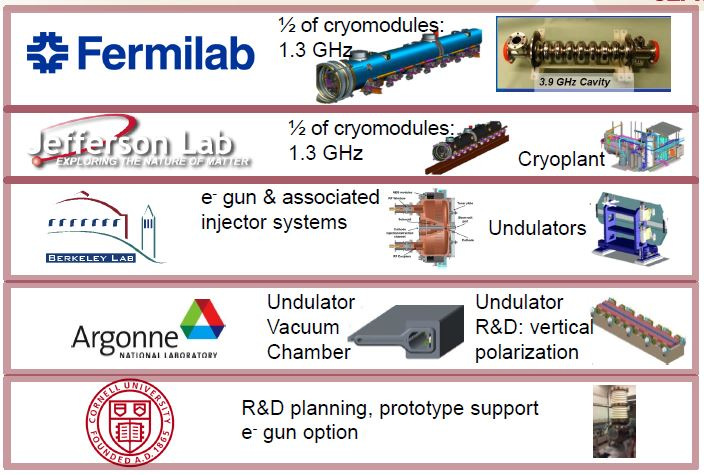 Fermilab
½ of cryomodules:
1.3 GHz
3.9 GHz Cavity
Jefferson Lab
EXPLORING THE NATURE OF MATTER
½ of cryomodules:
1.3 GHz
Cryoplant
BERKELEY LAB
e- gun & associated
injector systems
Undulators
Argonne
NATIONAL LABORATORY
Undulator
Vacuum
Chamber
Undulator
R&D: vertical
polarization
CORNELL UNIVERSITY
FOUNDED A.D. 1865
R&D planning, prototype support
e- gun option